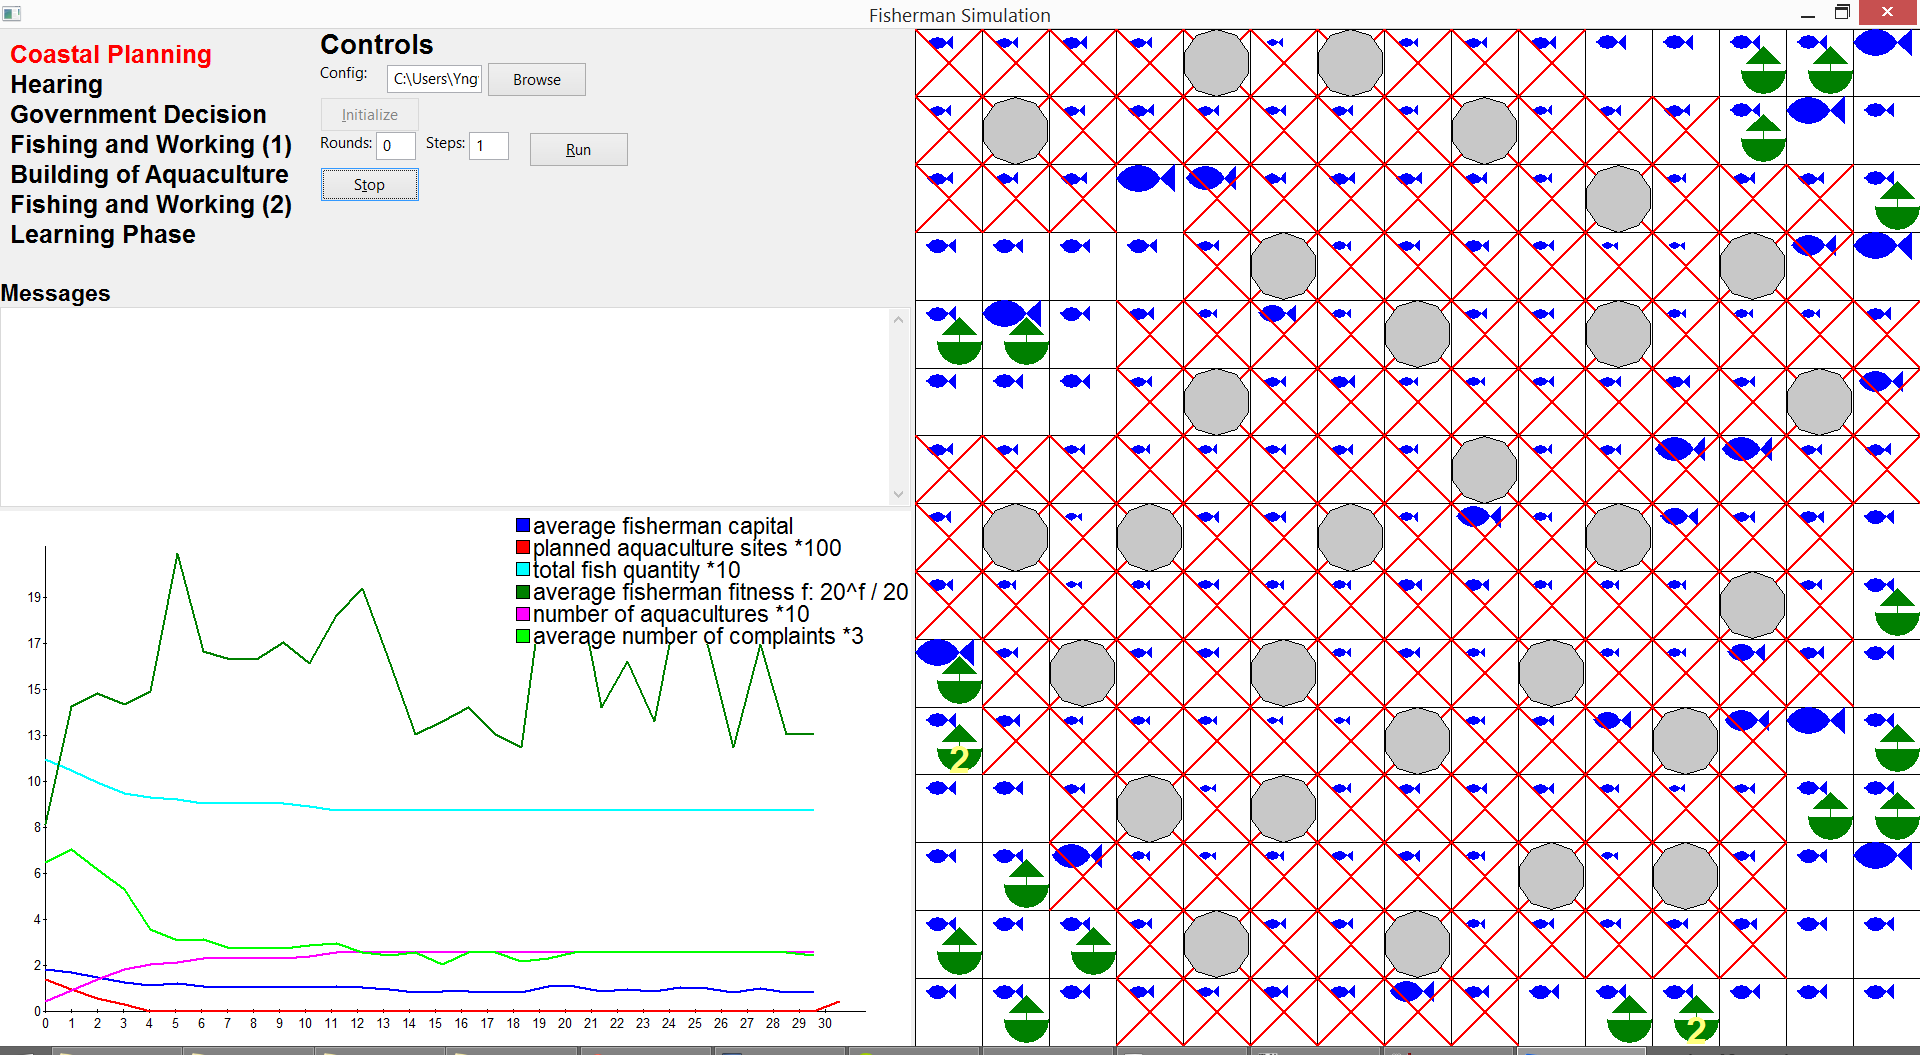 Fisherman Simulation
Coastal Planning
Hearing
Government Decision
Fishing and Working (1)
Building of Aquaculture
Fishing and Working (2)
Learning Phase
Controls
Config: C:\Users\Yng Browse
Initialize
Rounds: 0 Steps: 1 Run
Stop
Messages
average fisherman capital
planned aquaculture sites *100
total fish quantity *10
average fisherman fitness f: 20^f / 20
number of aquacultures *10
average number of complaints *3
19
17
15
13
10
8
6
4
2
0
0 1 2 3 4 5 6 7 8 9 10 11 12 13 14 15 16 17 18 19 20 21 22 23 24 25 26 27 28 29 30
2
2